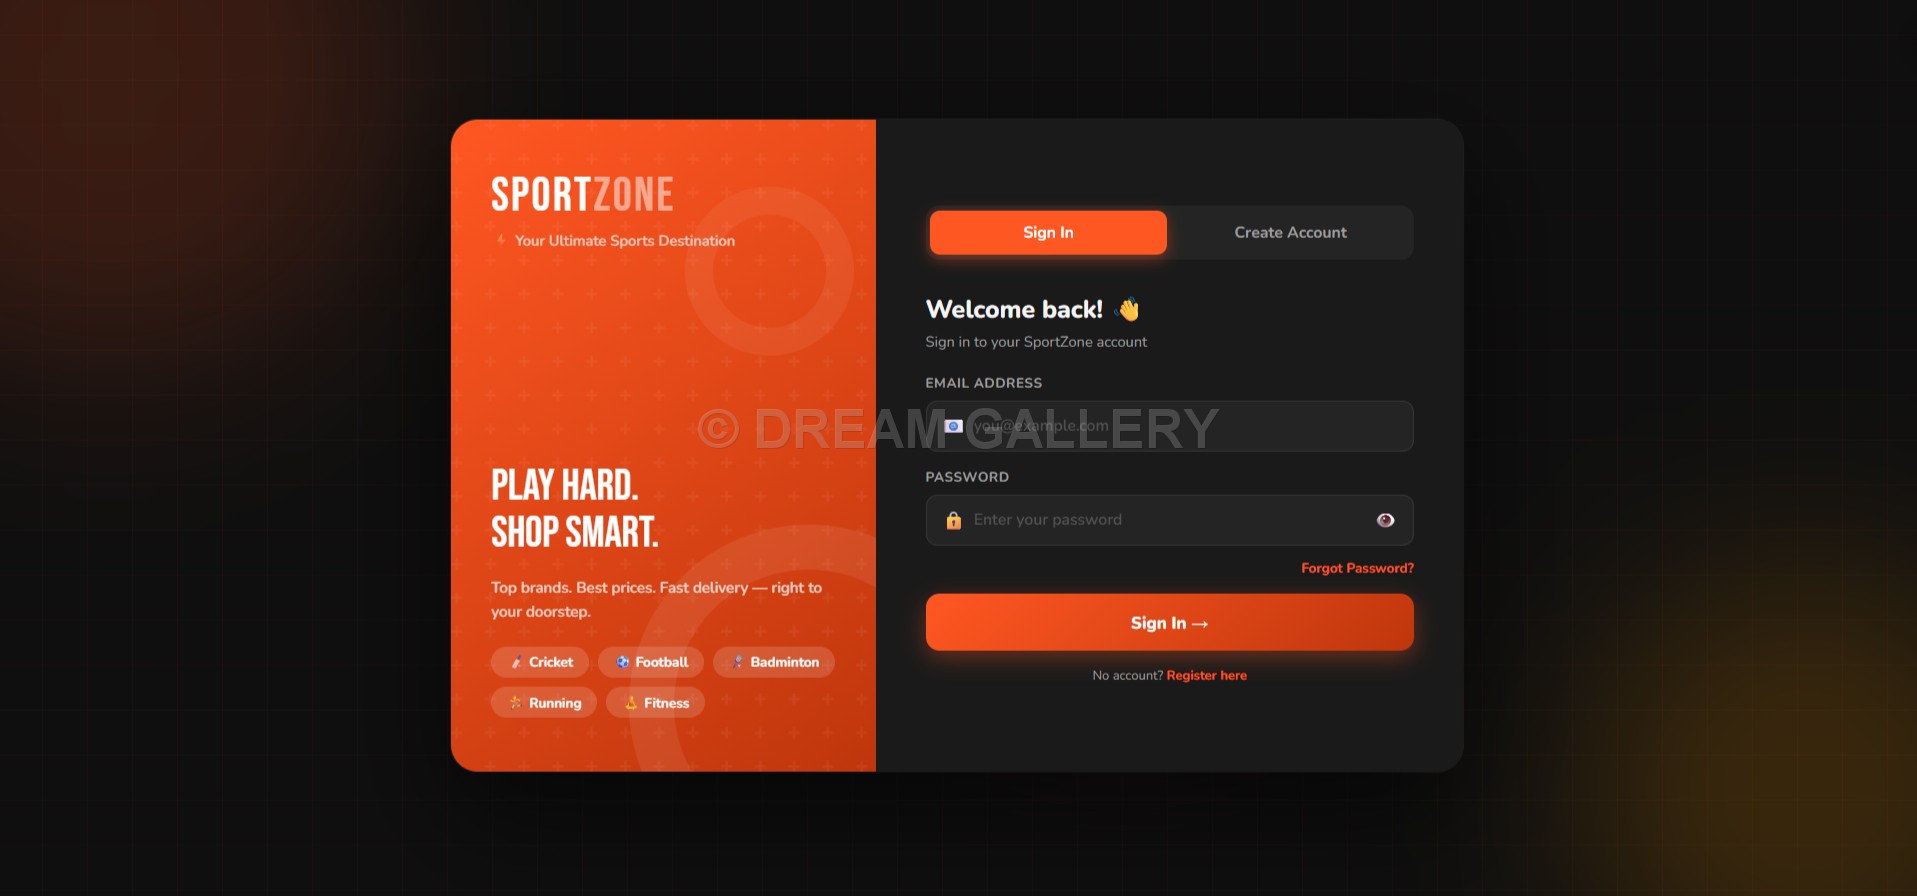 SPORTZONE
Your Ultimate Sports Destination
PLAY HARD.
SHOP SMART.
Top brands. Best prices. Fast delivery — right to
your doorstep.
Cricket
Football
Badminton
Running
Fitness
Sign In
Create Account
Welcome back! 👋
Sign in to your SportZone account
EMAIL ADDRESS
you@example.com
PASSWORD
Enter your password
Forgot Password?
Sign In →
No account? Register here
© DREAM GALLERY